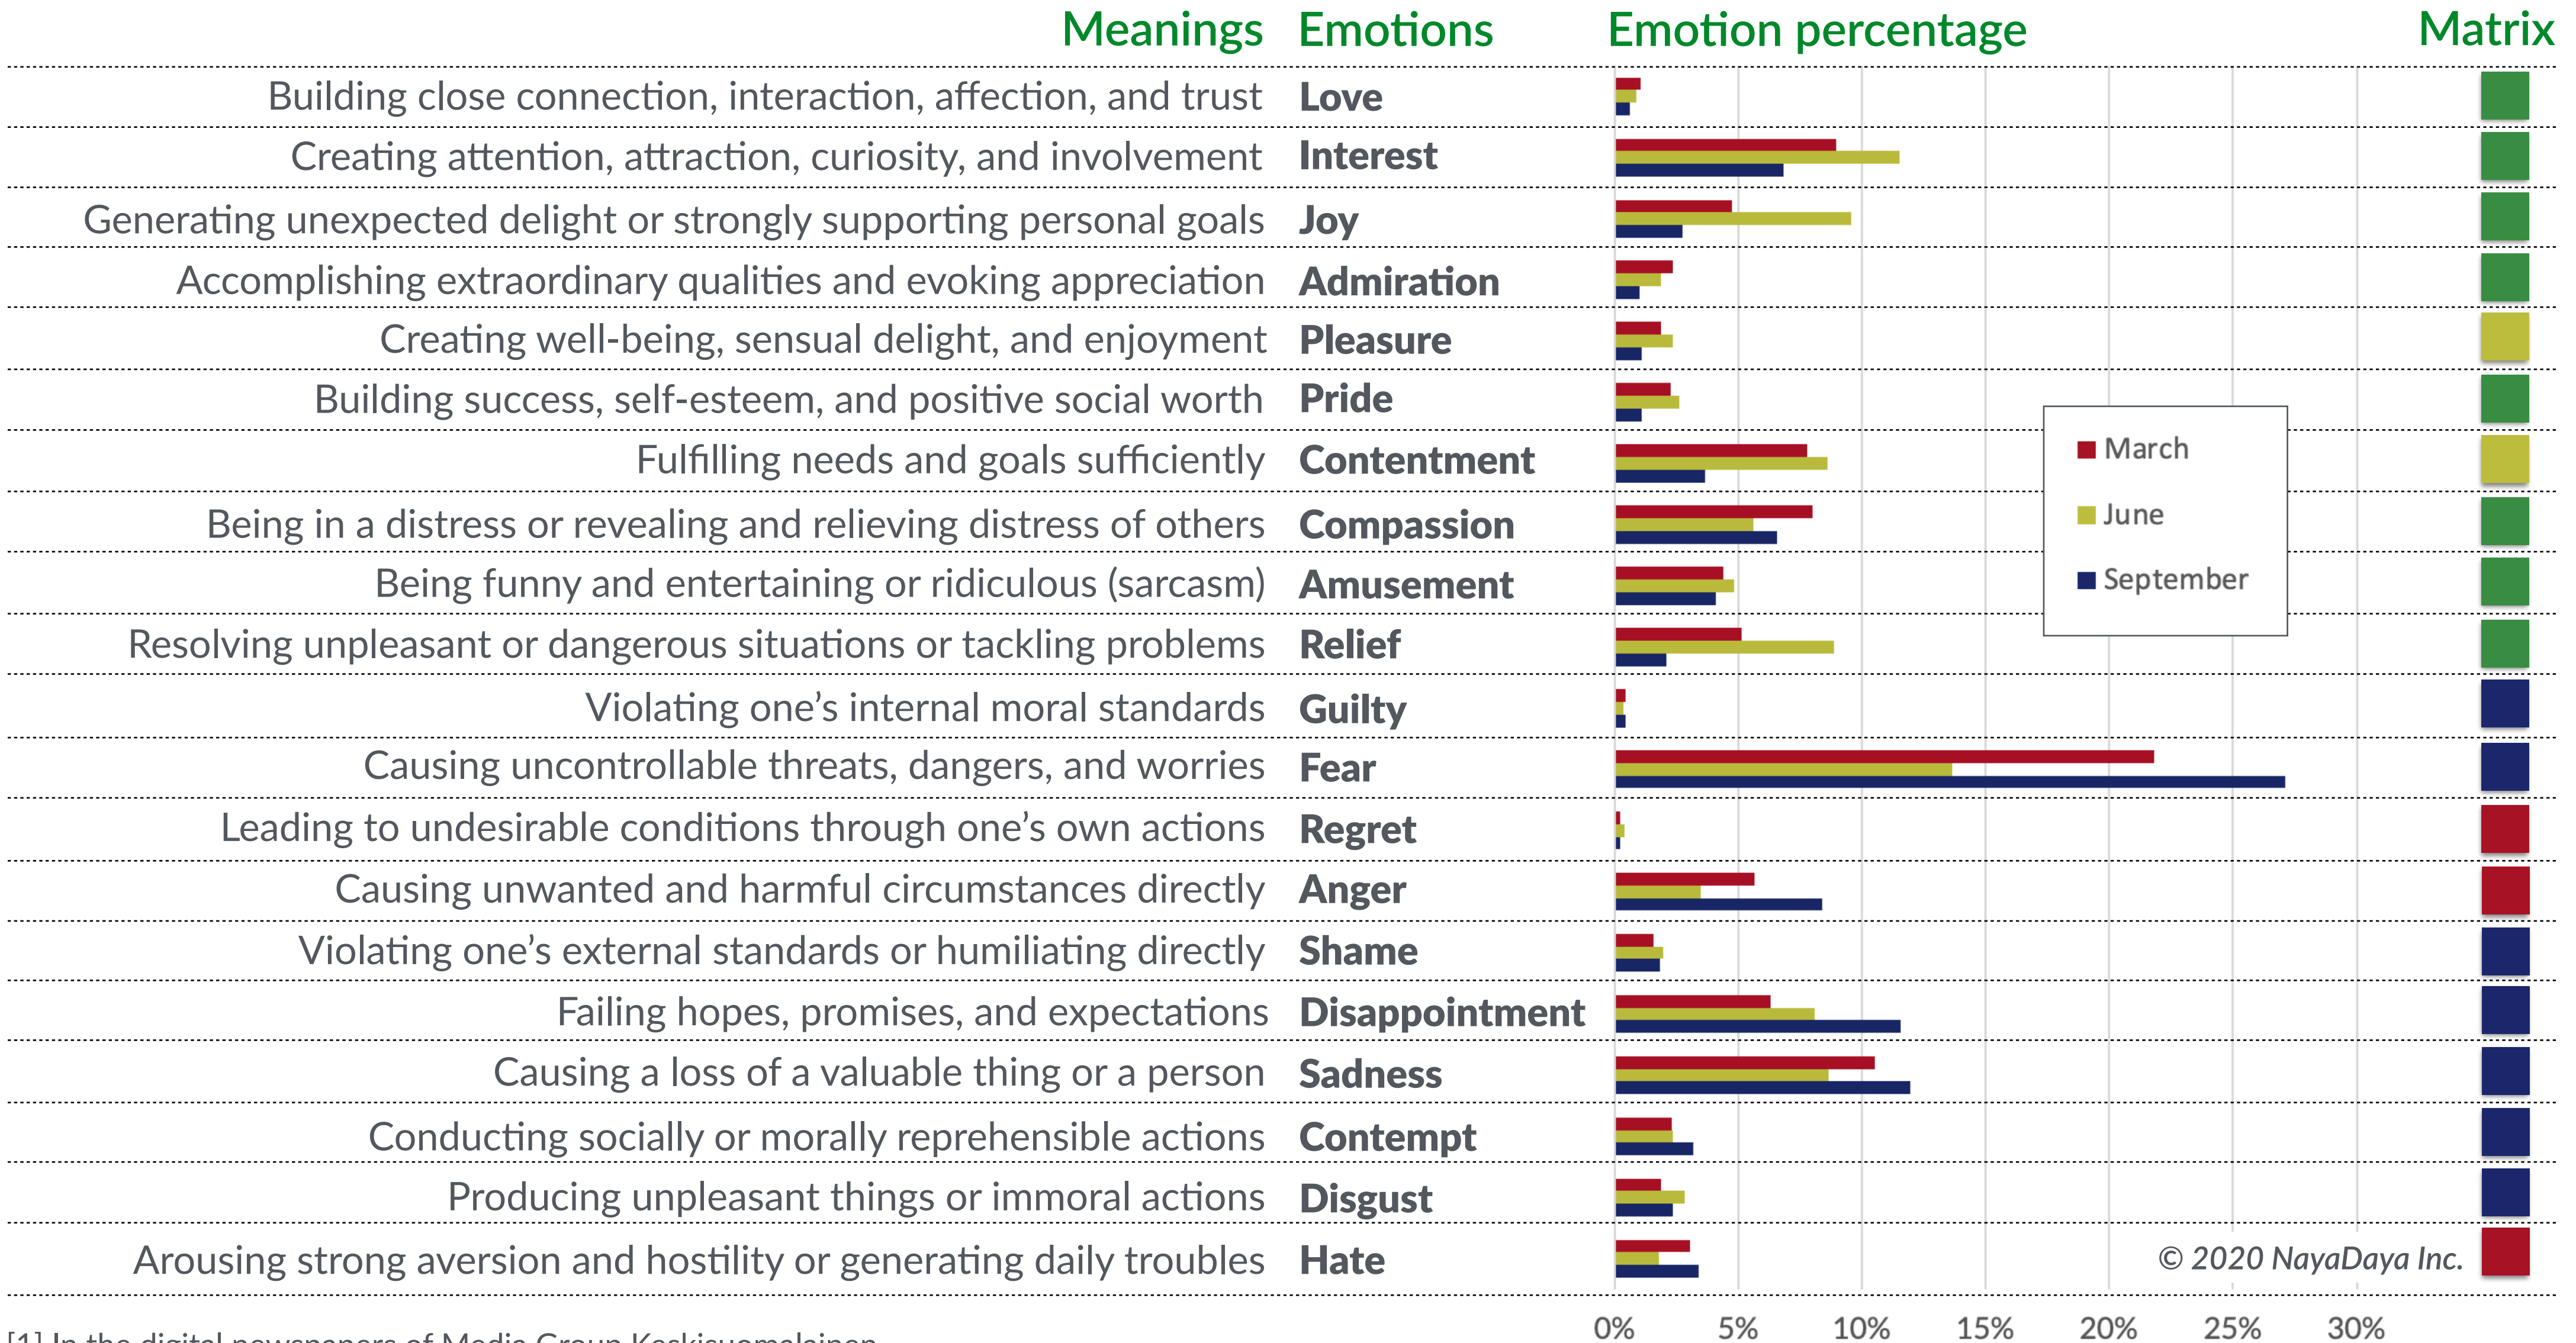 Meanings Emotions Emotion percentage Matrix
Building close connection, interaction, affection, and trust Love
Creating attention, attraction, curiosity, and involvement Interest
Generating unexpected delight or strongly supporting personal goals Joy
Accomplishing extraordinary qualities and evoking appreciation Admiration
Creating well-being, sensual delight, and enjoyment Pleasure
Building success, self-esteem, and positive social worth Pride
Fulfilling needs and goals sufficiently Contentment
March
Being in a distress or revealing and relieving distress of others Compassion
June
Being funny and entertaining or ridiculous (sarcasm) Amusement
September
Resolving unpleasant or dangerous situations or tackling problems Relief
Violating one’s internal moral standards Guilty
Causing uncontrollable threats, dangers, and worries Fear
Leading to undesirable conditions through one’s own actions Regret
Causing unwanted and harmful circumstances directly Anger
Violating one’s external standards or humiliating directly Shame
Failing hopes, promises, and expectations Disappointment
Causing a loss of a valuable thing or a person Sadness
Conducting socially or morally reprehensible actions Contempt
Producing unpleasant things or immoral actions Disgust
Arousing strong aversion and hostility or generating daily troubles Hate © 2020 NayaDaya Inc.
0% 5% 10% 15% 20% 25% 30%
[1] In the digital newspapers of Media Group Keskisuomalainen